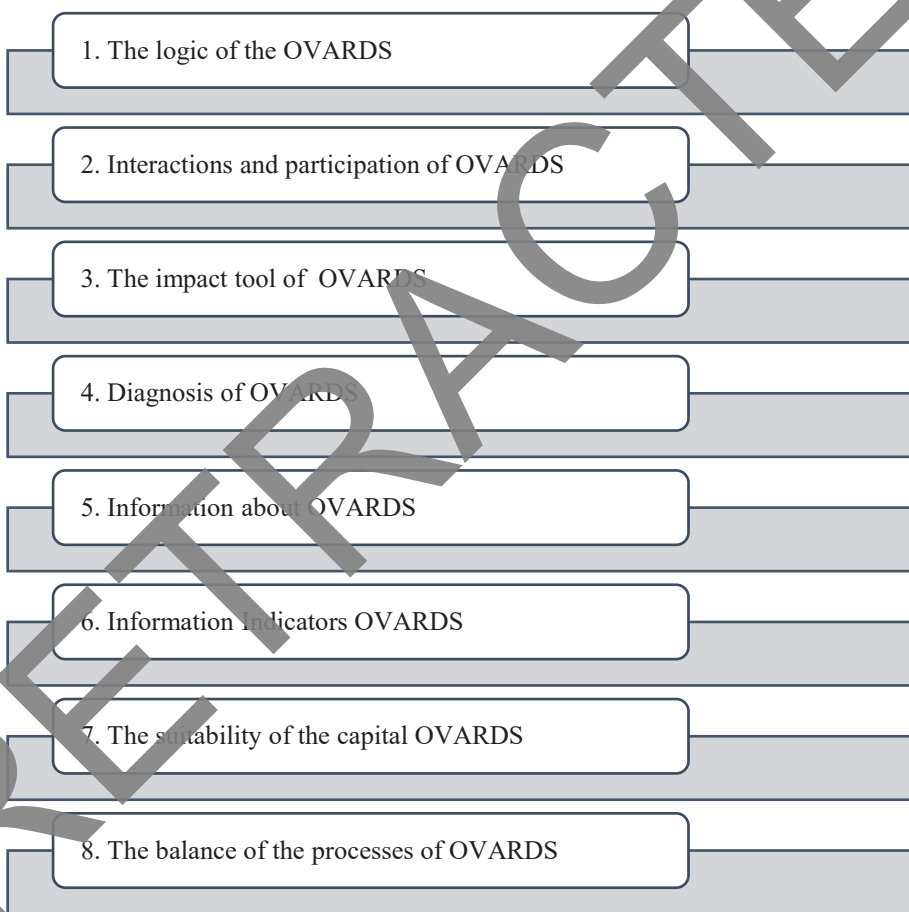 1. The logic of the OVARDS
2. Interactions and participation of OVARDS
3. The impact tool of OVARDS
4. Diagnosis of OVARDS
5. Information about OVARDS
6. Information Indicators OVARDS
7. The suitability of the capital OVARDS
8. The balance of the processes of OVARDS
RETRACTE